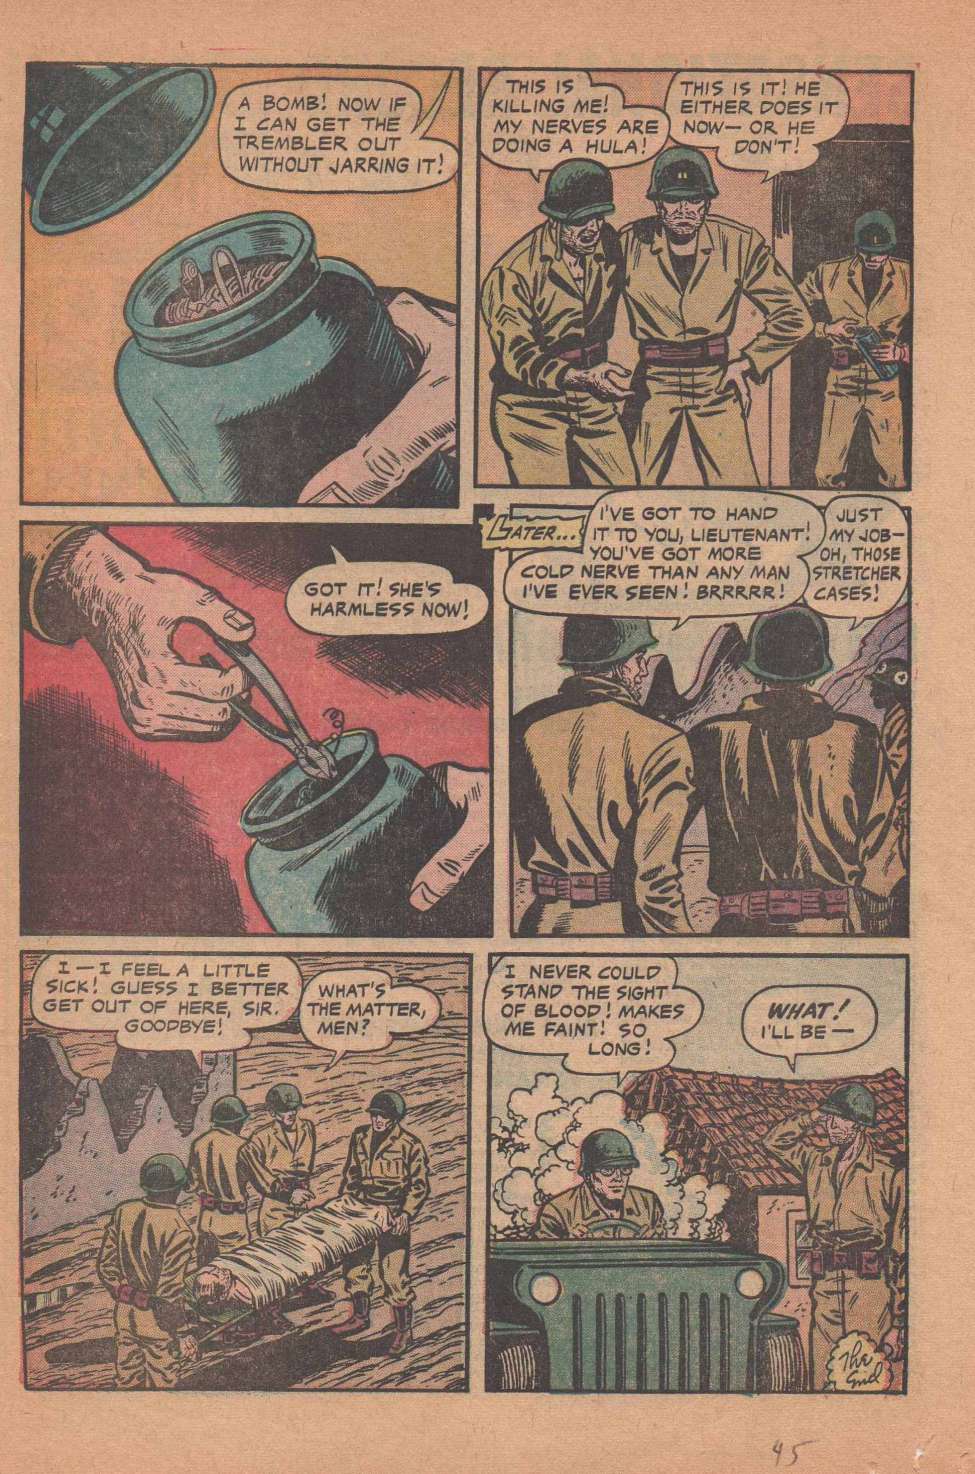 A BOMB! NOW IF
I CAN GET THE
TREMBLER OUT
WITHOUT JARRING IT!
THIS IS
KILLING ME!
MY NERVES ARE
DOING A HULA!
THIS IS IT! HE
EITHER DOES IT
NOW— OR HE
DON'T!
GOT IT! SHE'S
HARMLESS NOW!
LATER...
I'VE GOT TO HAND
IT TO YOU, LIEUTENANT!
YOU'VE GOT MORE
COLD NERVE THAN ANY MAN
I'VE EVER SEEN! BRRRRR!
JUST
MY JOB—
OH, THOSE
STRETCHER
CASES!
I—I FEEL A LITTLE
SICK! GUESS I BETTER
GET OUT OF HERE, SIR.
GOODBYE!
WHAT'S
THE MATTER,
MEN?
I NEVER COULD
STAND THE SIGHT
OF BLOOD! MAKES
ME FAINT! SO
LONG!
WHAT!
I'LL BE—
The
End
45